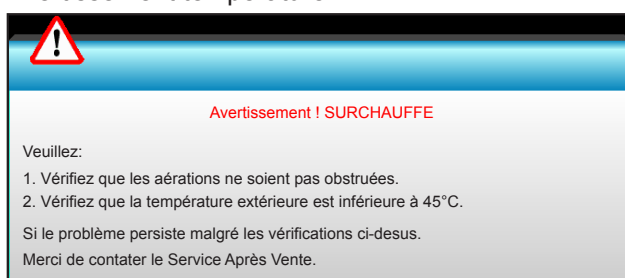 Avertissement ! SURCHAUFFE
Veuillez:
1. Vérifiez que les aérations ne soient pas obstruées.
2. Vérifiez que la température extérieure est inférieure à 45°C.
Si le problème persiste malgré les vérifications ci-desus.
Merci de contater le Service Après Vente.